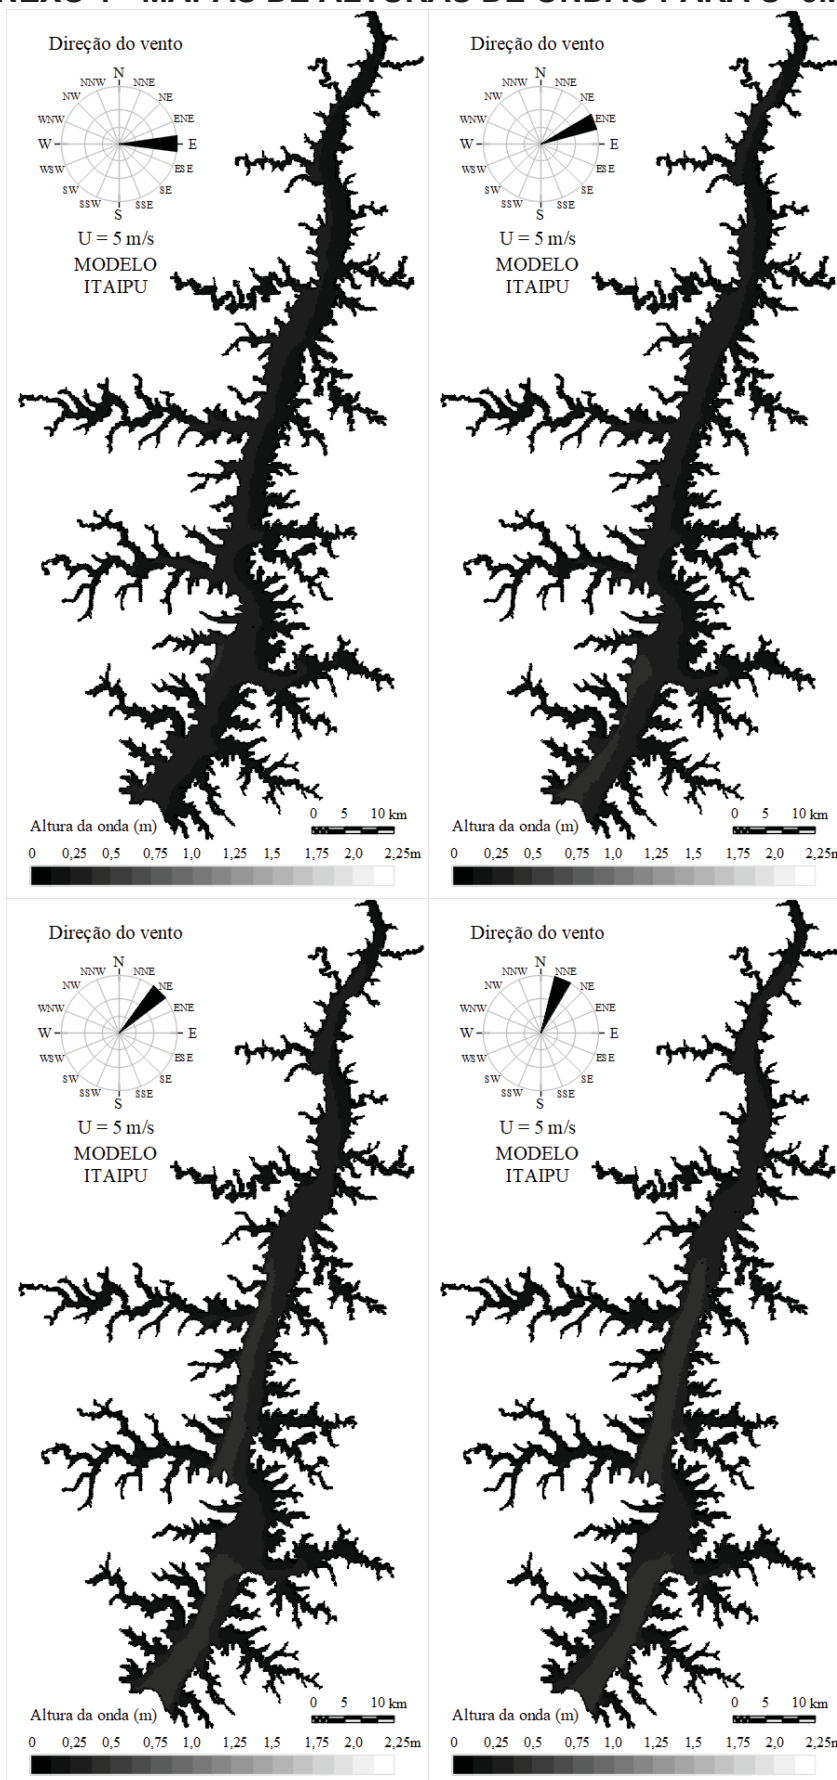 MAPAS DE ALTURAS DE ONDAS PARA
Direção do vento
N
NNW NNE
NW NE
WNW ENE
W E
WSW ESE
SW SE
SSW SSE
S
U = 5 m/s
MODELO
ITAIPU
0 5 10 km
Altura da onda (m)
0 0,25 0,5 0,75 1,0 1,25 1,5 1,75 2,0 2,25m
Direção do vento
N
NNW NNE
NW NE
WNW ENE
W E
WSW ESE
SW SE
SSW SSE
S
U = 5 m/s
MODELO
ITAIPU
0 5 10 km
Altura da onda (m)
0 0,25 0,5 0,75 1,0 1,25 1,5 1,75 2,0 2,25m
Direção do vento
N
NNW NNE
NW NE
WNW ENE
W E
WSW ESE
SW SE
SSW SSE
S
U = 5 m/s
MODELO
ITAIPU
0 5 10 km
Altura da onda (m)
0 0,25 0,5 0,75 1,0 1,25 1,5 1,75 2,0 2,25m
Direção do vento
N
NNW NNE
NW NE
WNW ENE
W E
WSW ESE
SW SE
SSW SSE
S
U = 5 m/s
MODELO
ITAIPU
0 5 10 km
Altura da onda (m)
0 0,25 0,5 0,75 1,0 1,25 1,5 1,75 2,0 2,25m